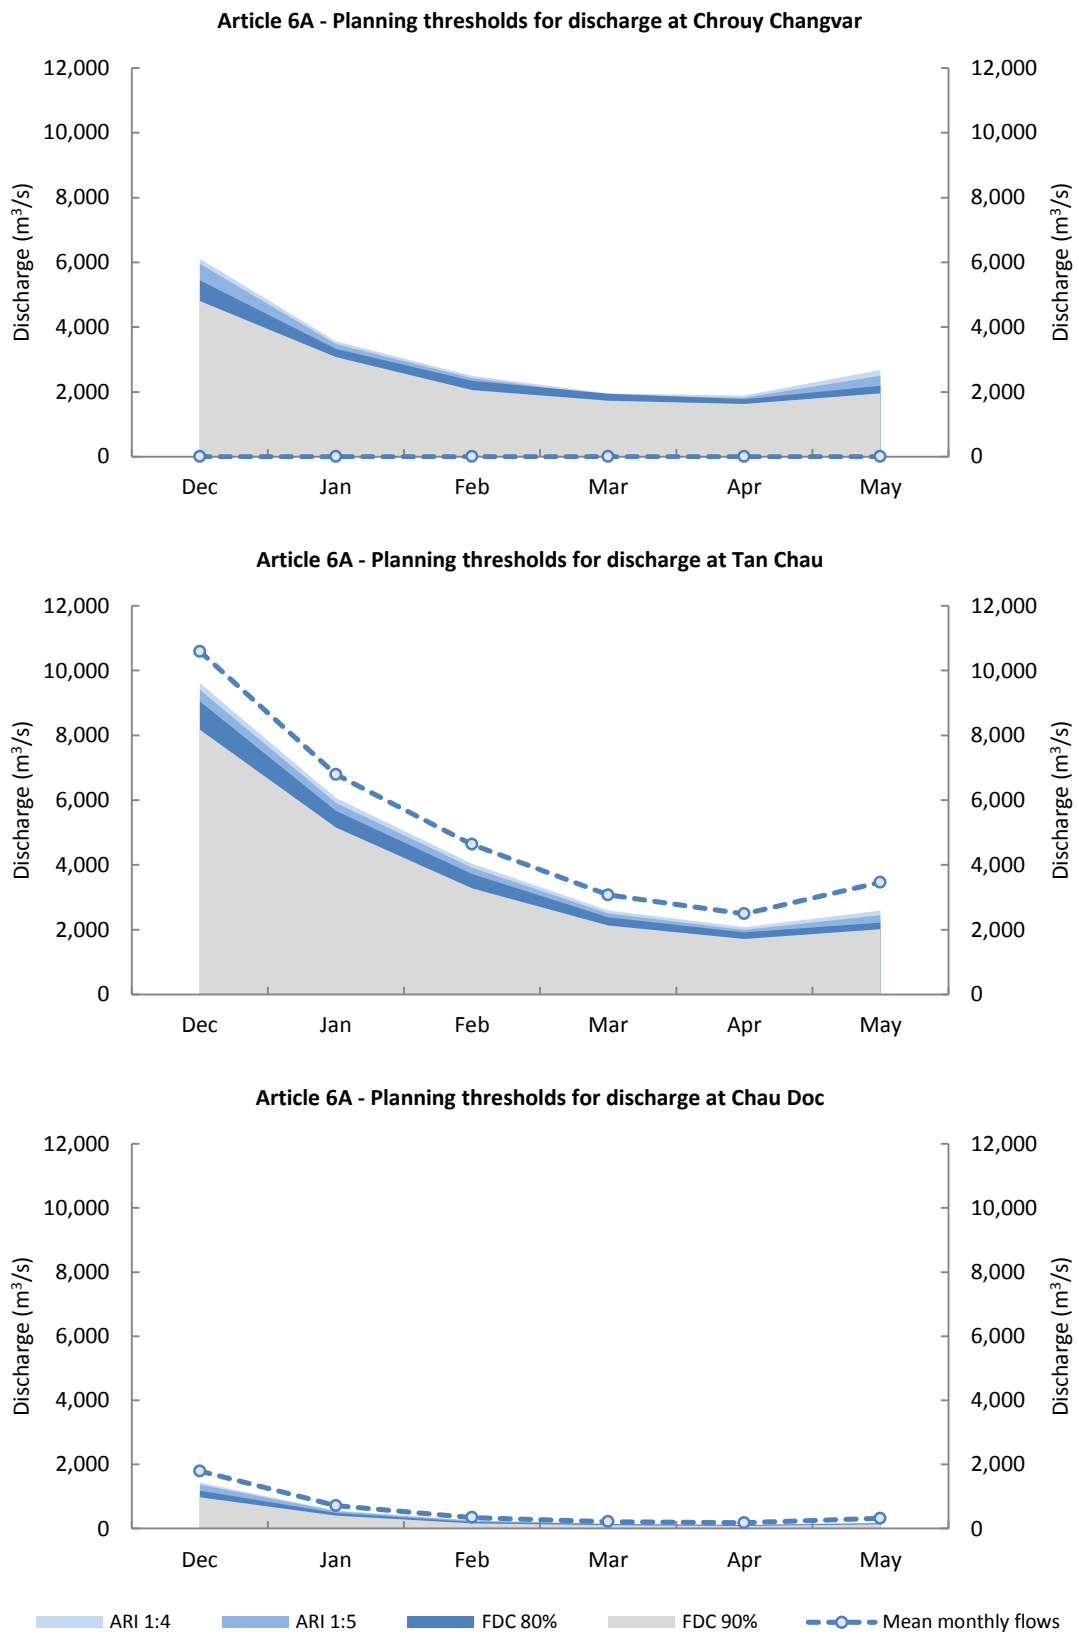 Article 6A - Planning thresholds for discharge at Chrouy Changvar
12,000 12,000
10,000 10,000
8,000 8,000
6,000 6,000
4,000 4,000
2,000 2,000
0 0
Discharge (m³/s) Discharge (m³/s)
Dec Jan Feb Mar Apr May
Article 6A - Planning thresholds for discharge at Tan Chau
12,000 12,000
10,000 10,000
8,000 8,000
6,000 6,000
4,000 4,000
2,000 2,000
0 0
Discharge (m³/s) Discharge (m³/s)
Dec Jan Feb Mar Apr May
Article 6A - Planning thresholds for discharge at Chau Doc
12,000 12,000
10,000 10,000
8,000 8,000
6,000 6,000
4,000 4,000
2,000 2,000
0 0
Discharge (m³/s) Discharge (m³/s)
Dec Jan Feb Mar Apr May
ARI 1:4 ARI 1:5 FDC 80% FDC 90% Mean monthly flows